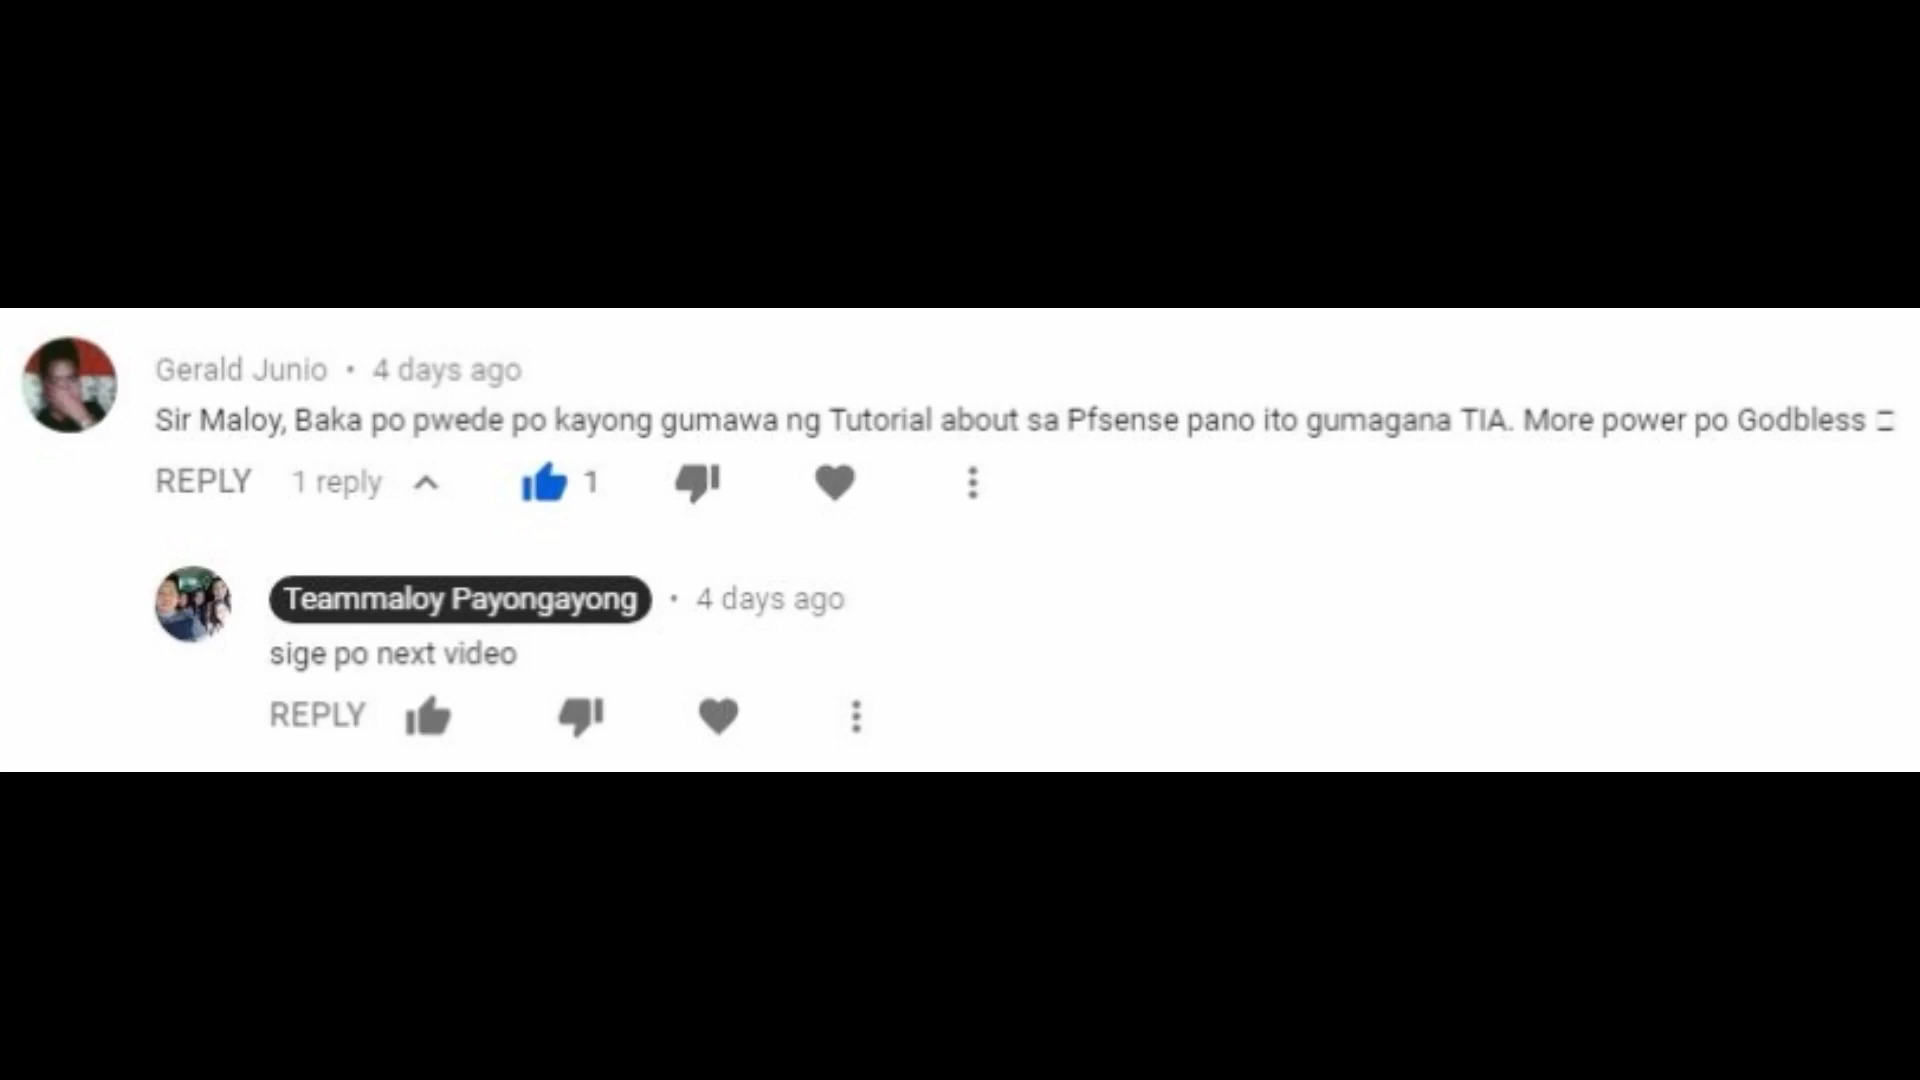 Gerald Junio • 4 days ago
Sir Maloy, Baka po pwede po kayong gumawa ng Tutorial about sa Pfsense pano ito gumagana TIA. More power po Godbless
REPLY 1 reply 1
Teammaloy Payongayong • 4 days ago
sige po next video
REPLY